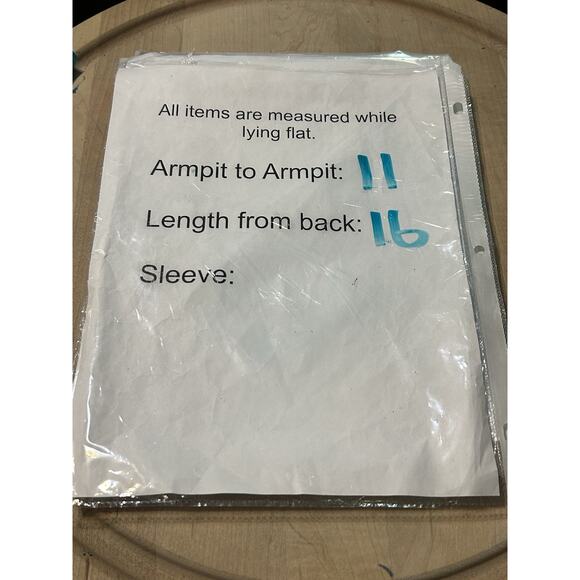 All items are measured while
lying flat.
Armpit to Armpit: 11
Length from back: 16
Sleeve: